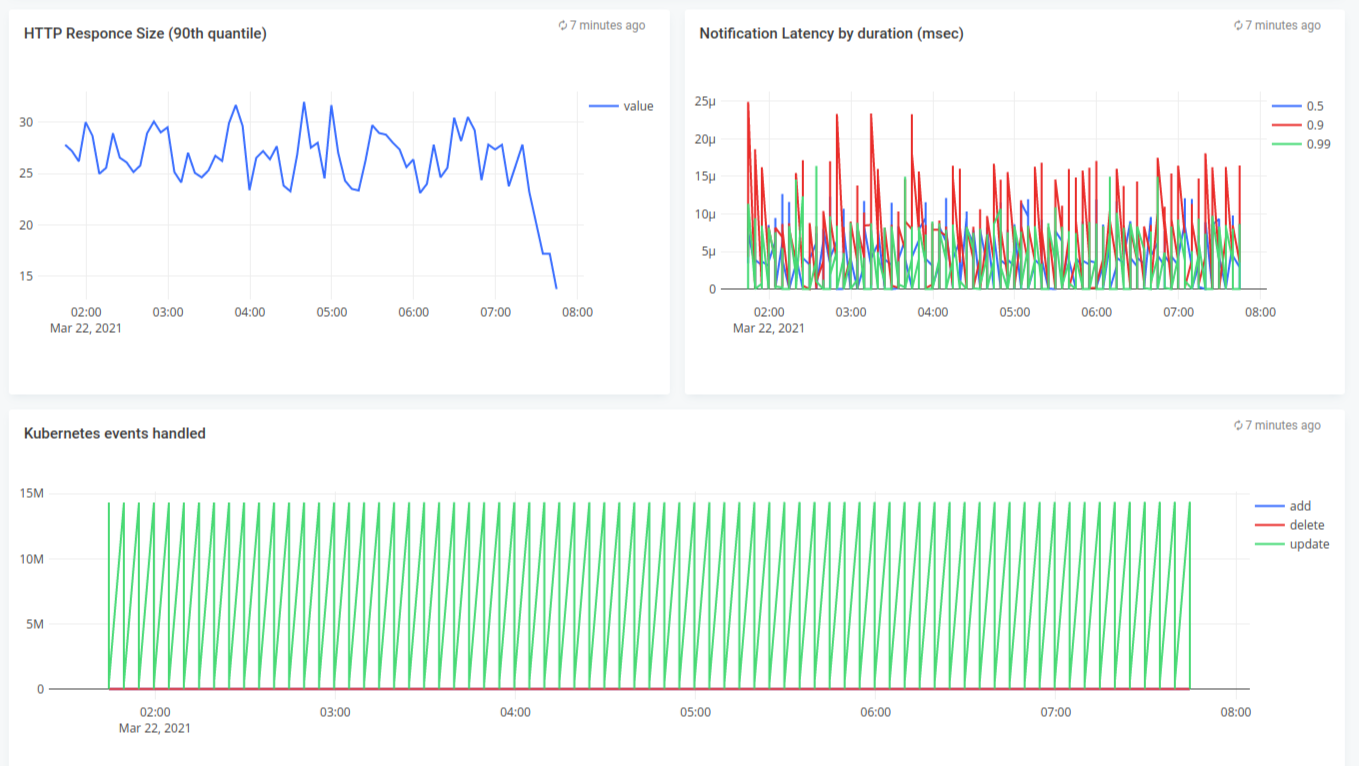 HTTP Responce Size (90th quantile)
7 minutes ago
30
25
20
15
02:00
03:00
04:00
05:00
06:00
07:00
08:00
Mar 22, 2021
value
Notification Latency by duration (msec)
7 minutes ago
25μ
20μ
15μ
10μ
5μ
0
02:00
03:00
04:00
05:00
06:00
07:00
08:00
Mar 22, 2021
0.5
0.9
0.99
Kubernetes events handled
7 minutes ago
15M
10M
5M
0
02:00
03:00
04:00
05:00
06:00
07:00
08:00
Mar 22, 2021
add
delete
update